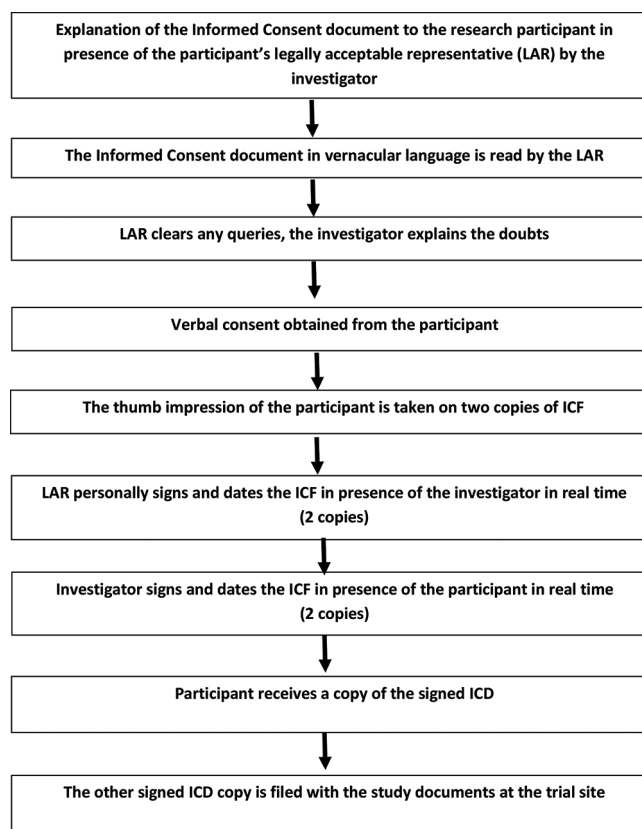 Explanation of the Informed Consent document to the research participant in
presence of the participant’s legally acceptable representative (LAR) by the
investigator
The Informed Consent document in vernacular language is read by the LAR
LAR clears any queries, the investigator explains the doubts
Verbal consent obtained from the participant
The thumb impression of the participant is taken on two copies of ICF
LAR personally signs and dates the ICF in presence of the investigator in real time
(2 copies)
Investigator signs and dates the ICF in presence of the participant in real time
(2 copies)
Participant receives a copy of the signed ICD
The other signed ICD copy is filed with the study documents at the trial site